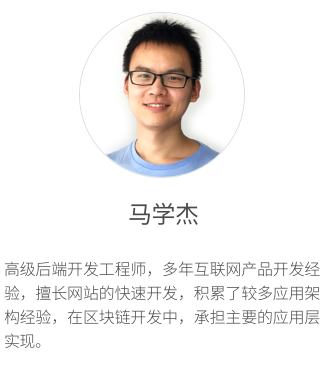 马学杰
高级后端开发工程师，多年互联网产品开发经
验，擅长网站的快速开发，积累了较多应用架
构经验，在区块链开发中，承担主要的应用层
实现。